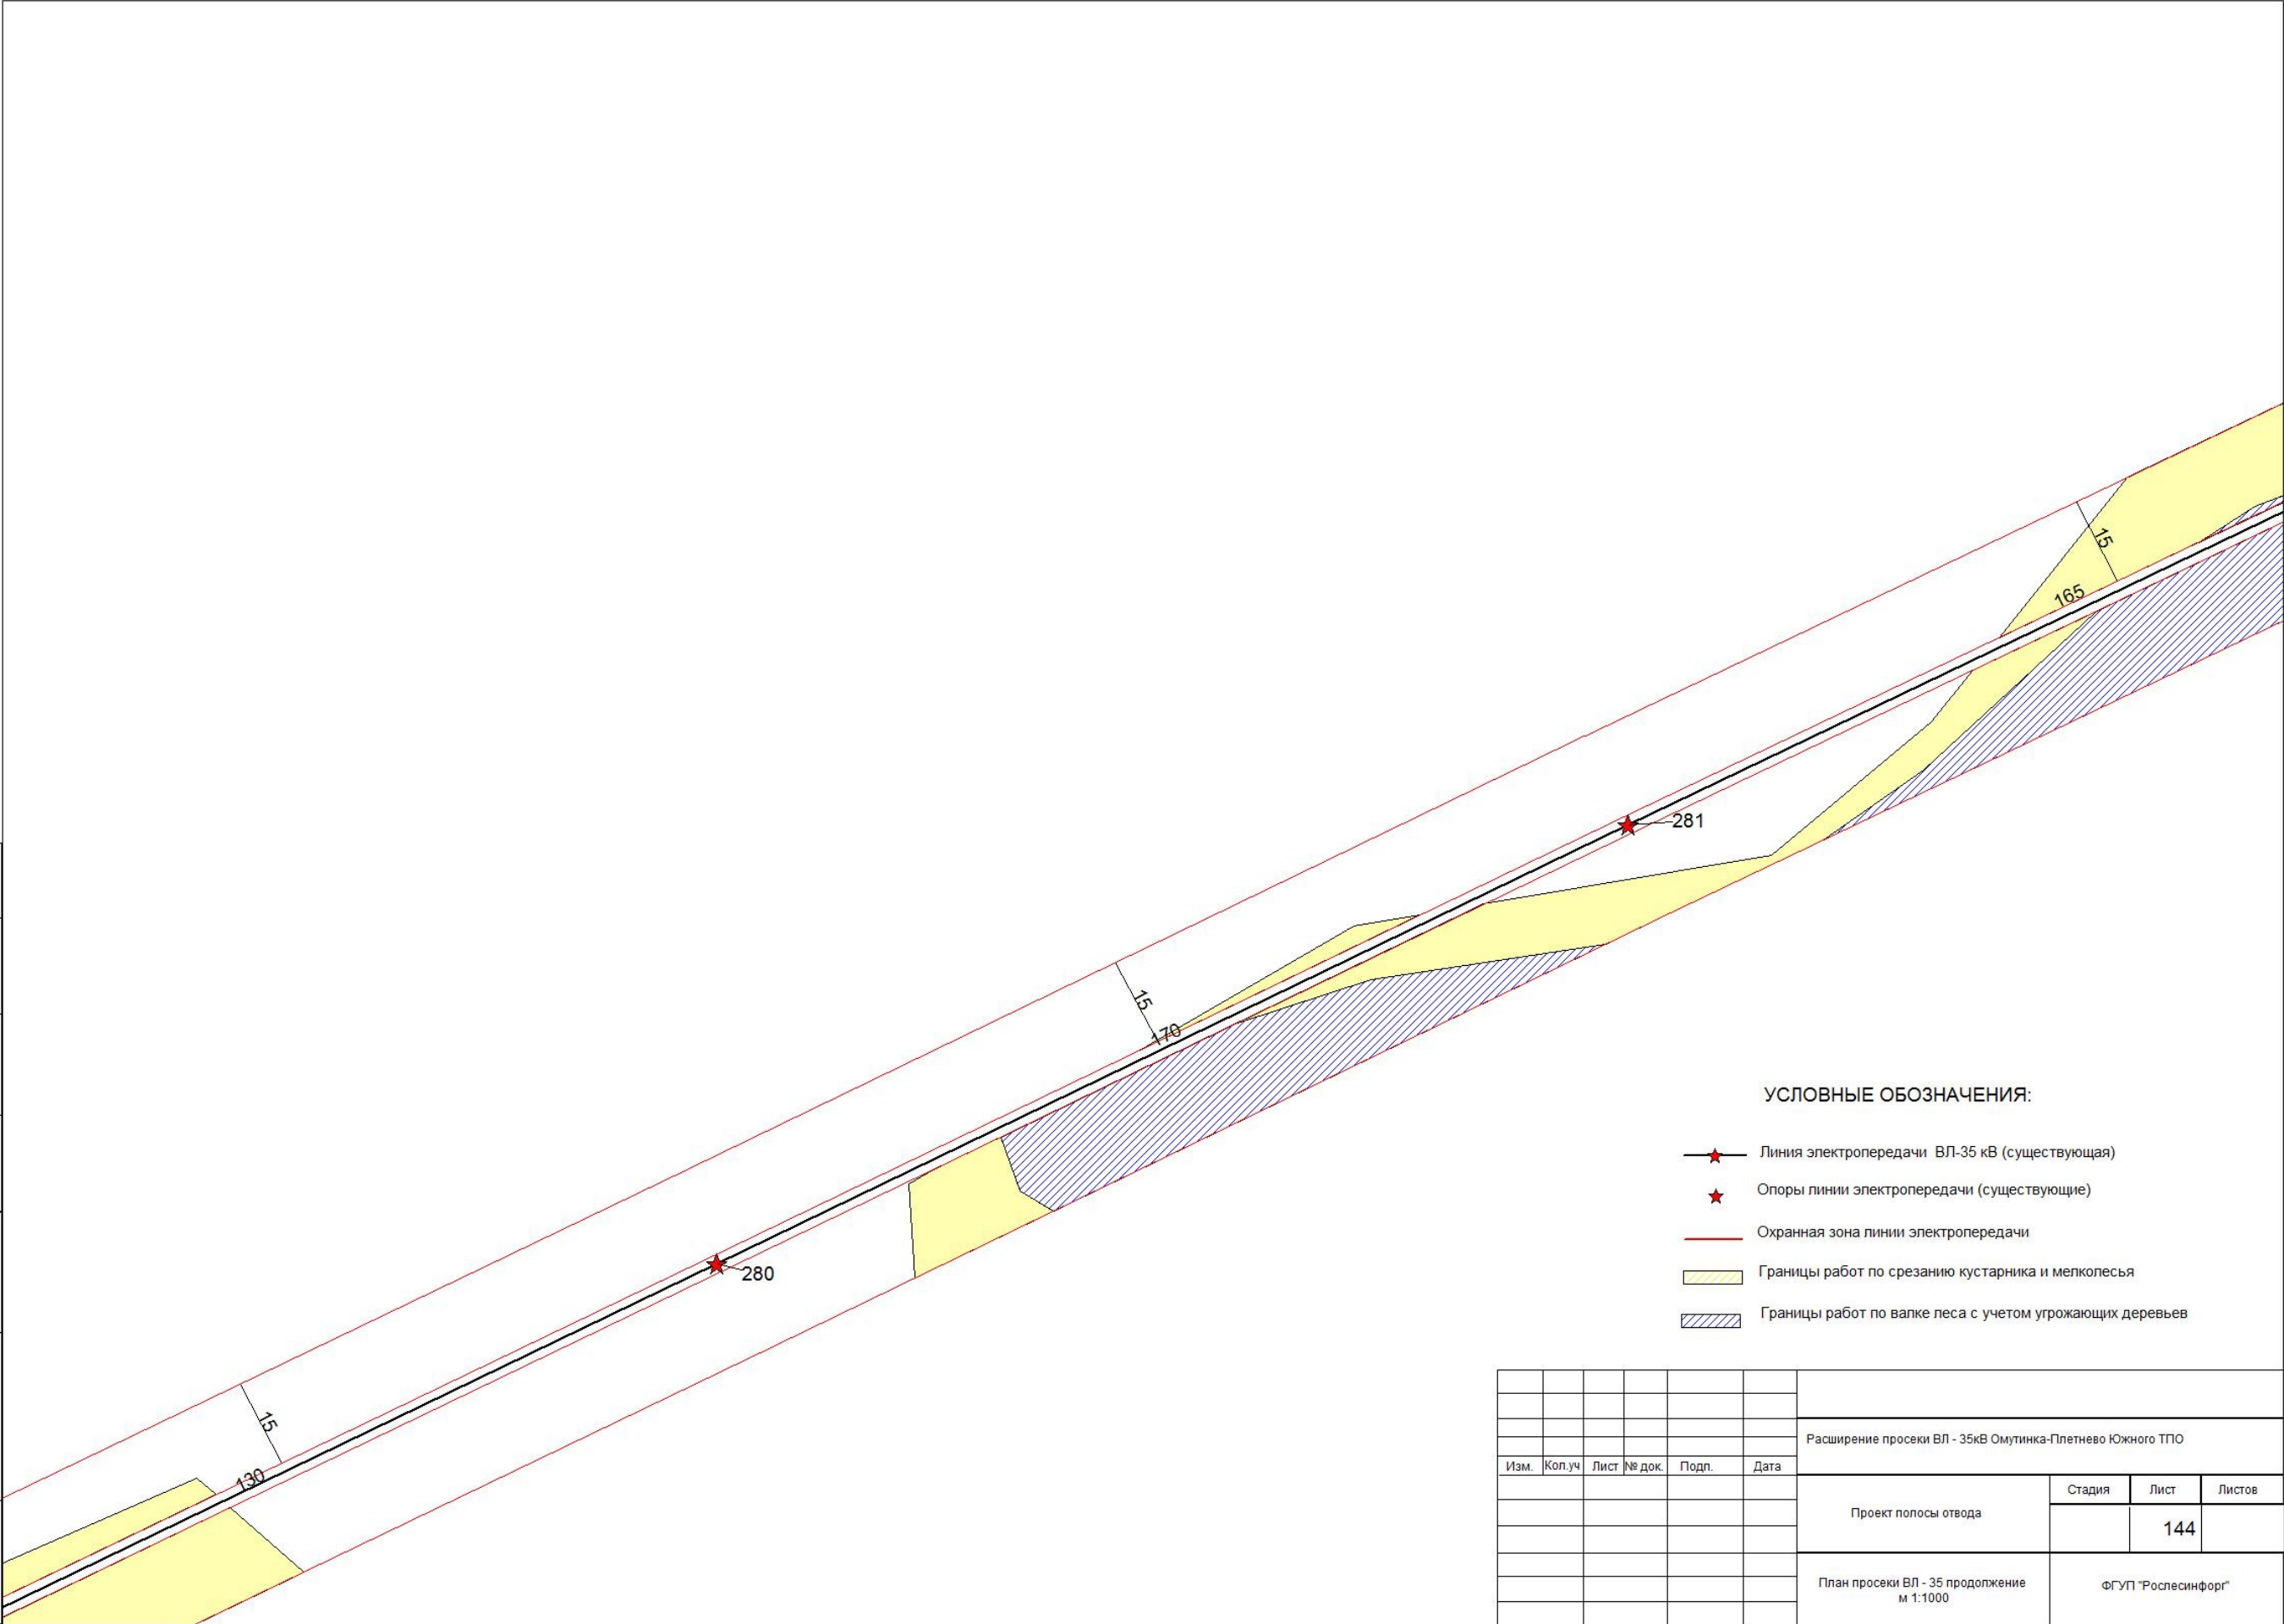 15
165
281
15
170
280
15
130
УСЛОВНЫЕ ОБОЗНАЧЕНИЯ:
Линия электропередачи ВЛ-35 кВ (существующая)
Опоры линии электропередачи (существующие)
Охранная зона линии электропередачи
Границы работ по срезанию кустарника и мелколесья
Границы работ по валке леса с учетом угрожающих деревьев
Расширение просеки ВЛ - 35кВ Омутинка-Плетнево Южного ТПО
Изм. Кол.уч Лист № док. Подп. Дата
Проект полосы отвода
Стадия Лист Листов
144
План просеки ВЛ - 35 продолжение
м 1:1000
ФГУП "Рослесинфорг"